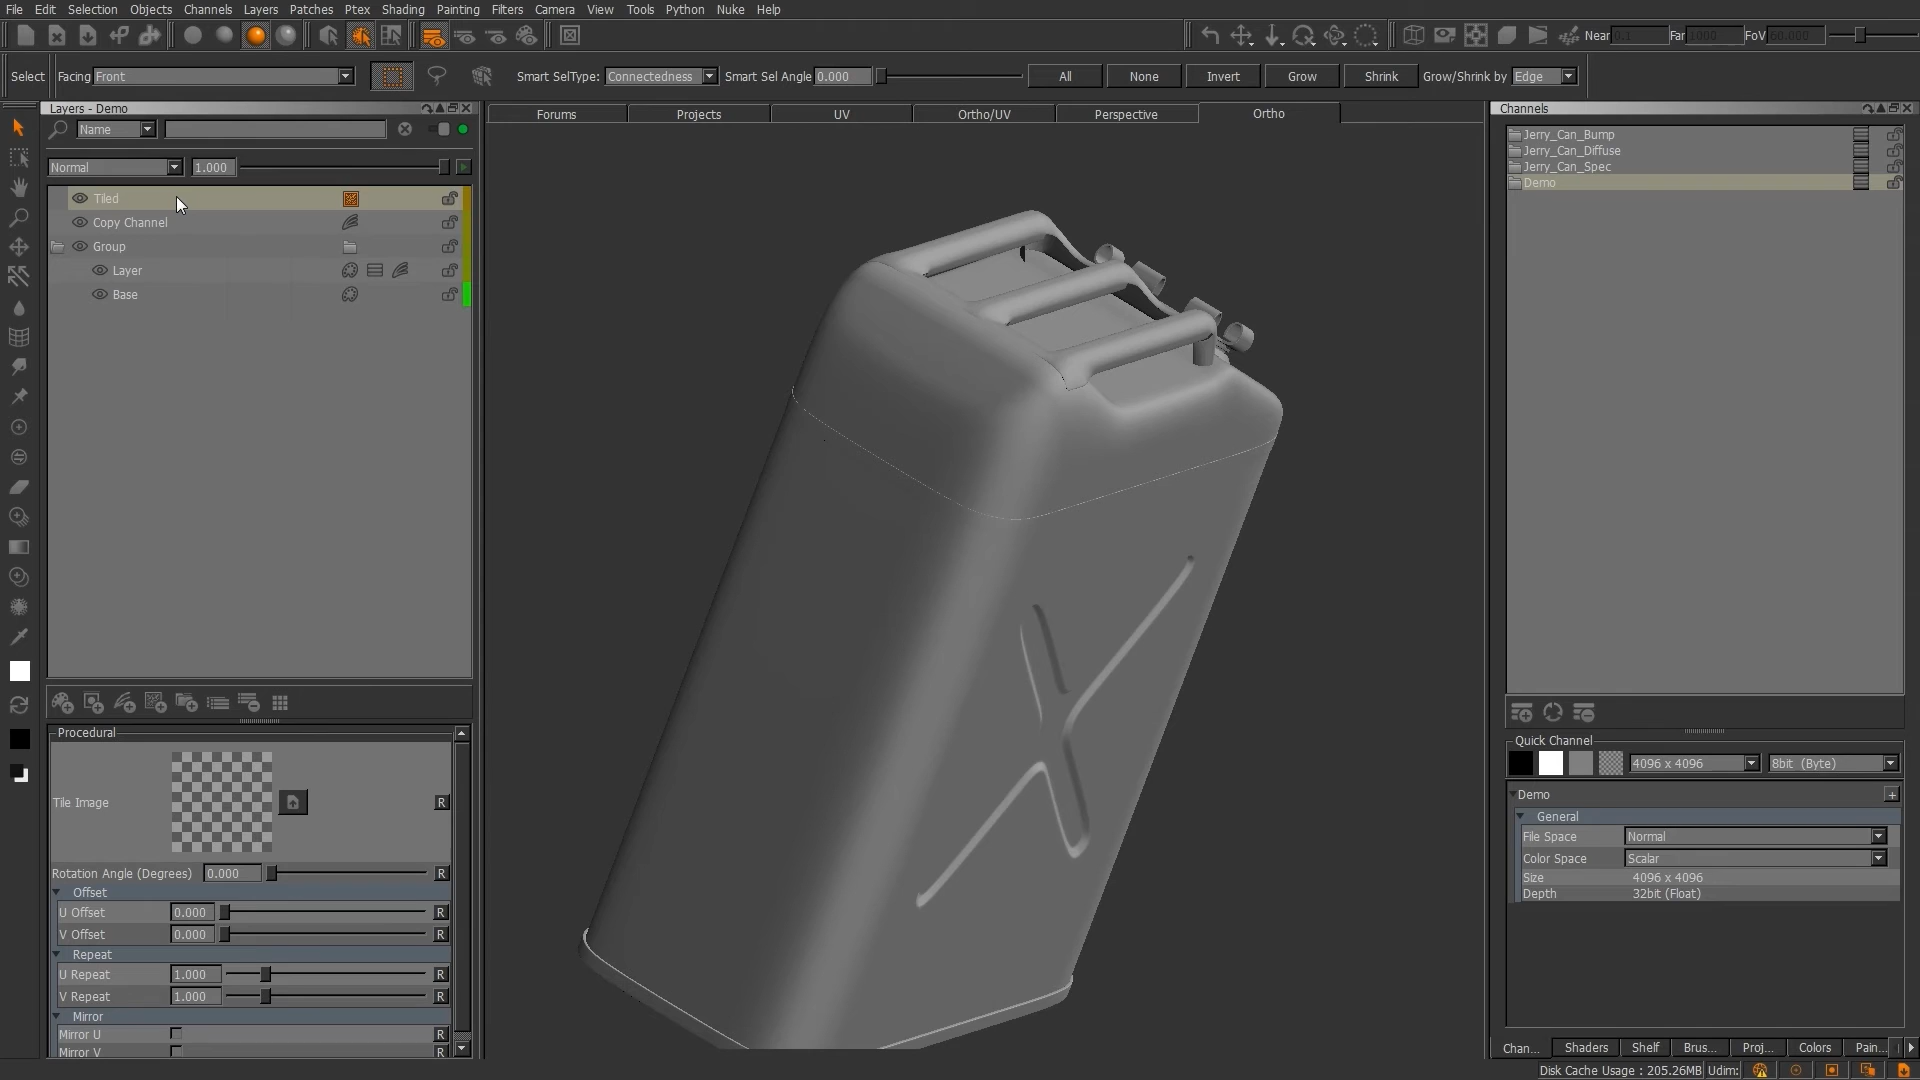 File Edit Selection Objects Channels Layers Patches Ptex Shading Painting Filters Camera View Tools Python Nuke Help
Near 0.1 Far 1000 FoV 60.000
Select Facing Front Smart SelType: Connectedness Smart Sel Angle 0.000 All None Invert Grow Shrink Grow/Shrink by Edge
Layers - Demo
Name
Normal 1.000
Tiled
Copy Channel
Group
Layer
Base
Procedural
Tile Image R
Rotation Angle (Degrees) 0.000 R
Offset
U Offset 0.000 R
V Offset 0.000 R
Repeat
U Repeat 1.000 R
V Repeat 1.000 R
Mirror
Mirror U R
Mirror V R
Forums Projects UV Ortho/UV Perspective Ortho
Channels
Jerry_Can_Bump
Jerry_Can_Diffuse
Jerry_Can_Spec
Demo
Quick Channel
4096 x 4096 8bit (Byte)
Demo +
General
File Space Normal
Color Space Scalar
Size 4096 x 4096
Depth 32bit (Float)
Chan... Shaders Shelf Brus... Proj... Colors Pain...
Disk Cache Usage : 205.26MB Udim: